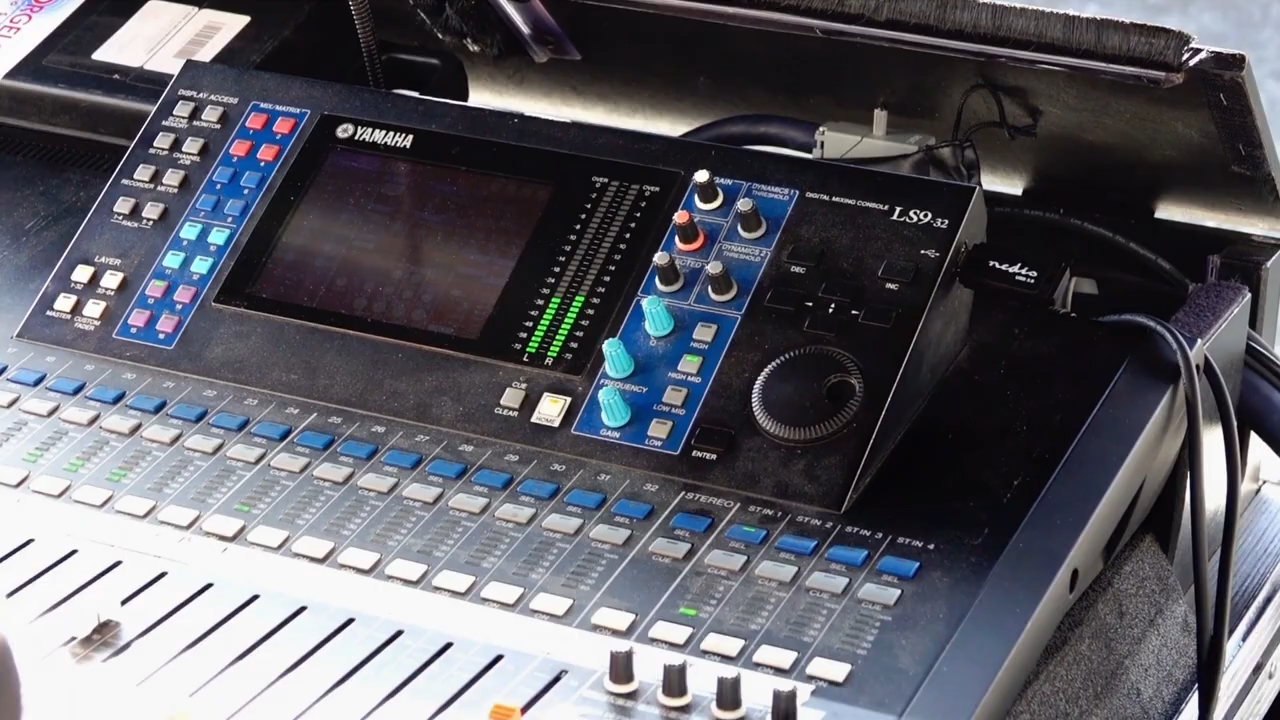 ORGEL
DISPLAY ACCESS
SCENE MEMORY
MONITOR
SETUP
CHANNEL JOB
RECORDER
METER
RACK
LAYER
1-32
33-64
MASTER
CUSTOM FADER
MIX/MATRIX
YAMAHA
OVER
OVER
L R
CUE
CLEAR
HOME
GAIN
DYNAMICS 1 THRESHOLD
DYNAMICS 2 THRESHOLD
Q
FREQUENCY
GAIN
HIGH
HIGH MID
LOW MID
LOW
DIGITAL MIXING CONSOLE
LS9-32
DEC
INC
ENTER
nedis
19 20 21 22 23 24 25 26 27 28 29 30 31 32
STEREO
ST IN 1
ST IN 2
ST IN 3
ST IN 4
SEL
CUE
ON